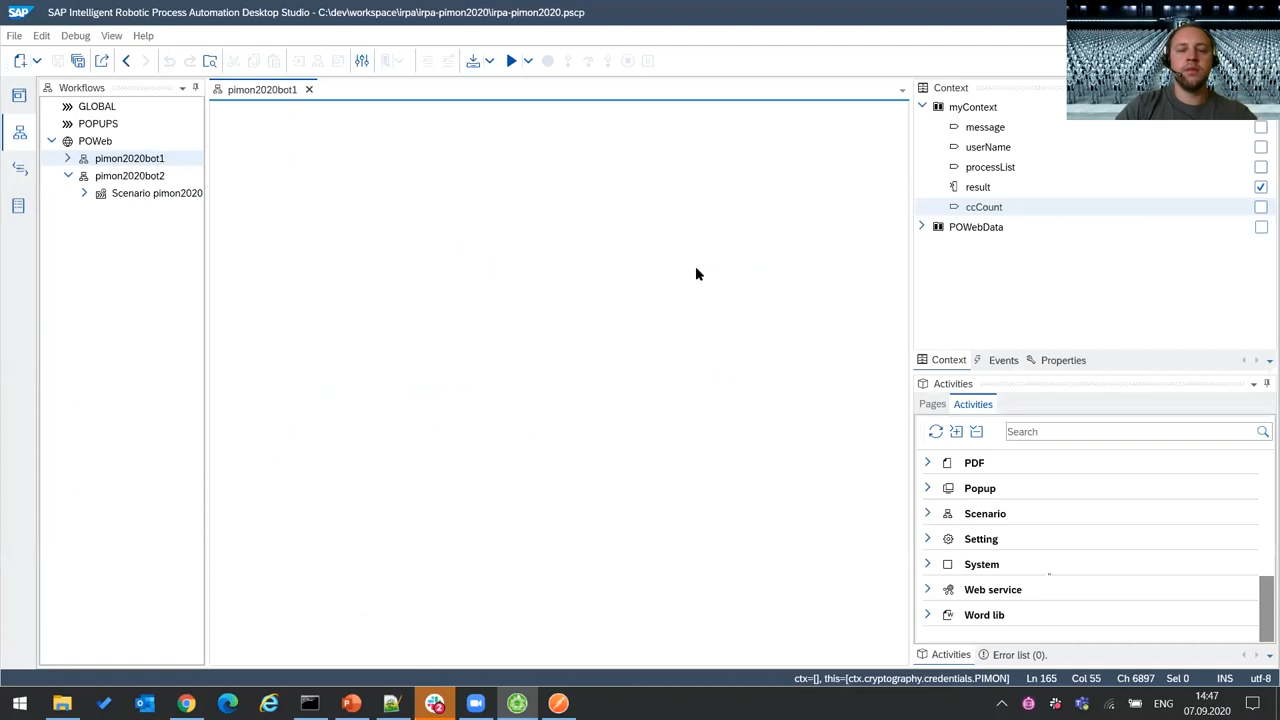 SAP Intelligent Robotic Process Automation Desktop Studio - C:\dev\workspace\irpa\irpa-pimon2020\irpa-pimon2020.pscp
File Edit Debug View Help
Workflows
pimon2020bot1
Context
GLOBAL
POPUPS
POWeb
pimon2020bot1
pimon2020bot2
Scenario pimon2020
myContext
message
userName
processList
result
ccCount
POWebData
Context Events Properties
Activities
Pages Activities
Search
PDF
Popup
Scenario
Setting
System
Web service
Word lib
Activities Error list (0).
ctx=[], this=[ctx.cryptography.credentials.PIMON] Ln 165 Col 55 Ch 6897 Sel 0 INS utf-8
ENG 14:47
07.09.2020